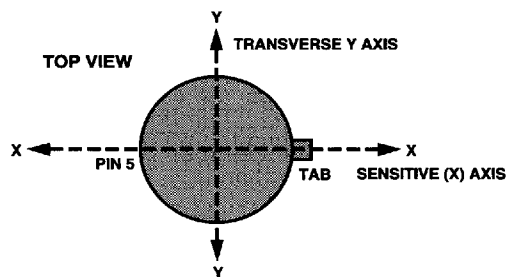 Y
TRANSVERSE Y AXIS
TOP VIEW
X
X
PIN 5
TAB
SENSITIVE (X) AXIS
Y